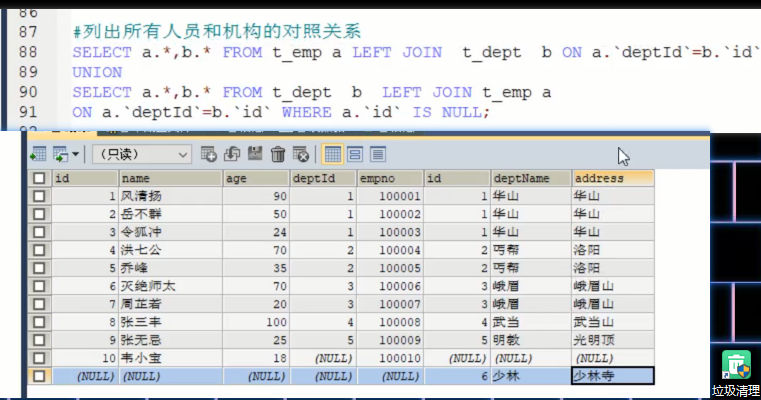 86
87 #列出所有人员和机构的对照关系
88 SELECT a.*,b.* FROM t_emp a LEFT JOIN  t_dept  b ON a.`deptId`=b.`id`
89 UNION
90 SELECT a.*,b.* FROM t_dept  b  LEFT JOIN t_emp a
91 ON a.`deptId`=b.`id` WHERE a.`id` IS NULL;
(只读)
id name age deptId empno id deptName address
1 风清扬 90 1 100001 1 华山 华山
2 岳不群 50 1 100002 1 华山 华山
3 令狐冲 24 1 100003 1 华山 华山
4 洪七公 70 2 100004 2 丐帮 洛阳
5 乔峰 35 2 100005 2 丐帮 洛阳
6 灭绝师太 70 3 100006 3 峨眉 峨眉山
7 周芷若 20 3 100007 3 峨眉 峨眉山
8 张三丰 100 4 100008 4 武当 武当山
9 张无忌 25 5 100009 5 明教 光明顶
10 韦小宝 18 (NULL) 100010 (NULL) (NULL) (NULL)
(NULL) (NULL) (NULL) (NULL) (NULL) 6 少林 少林寺
垃圾清理